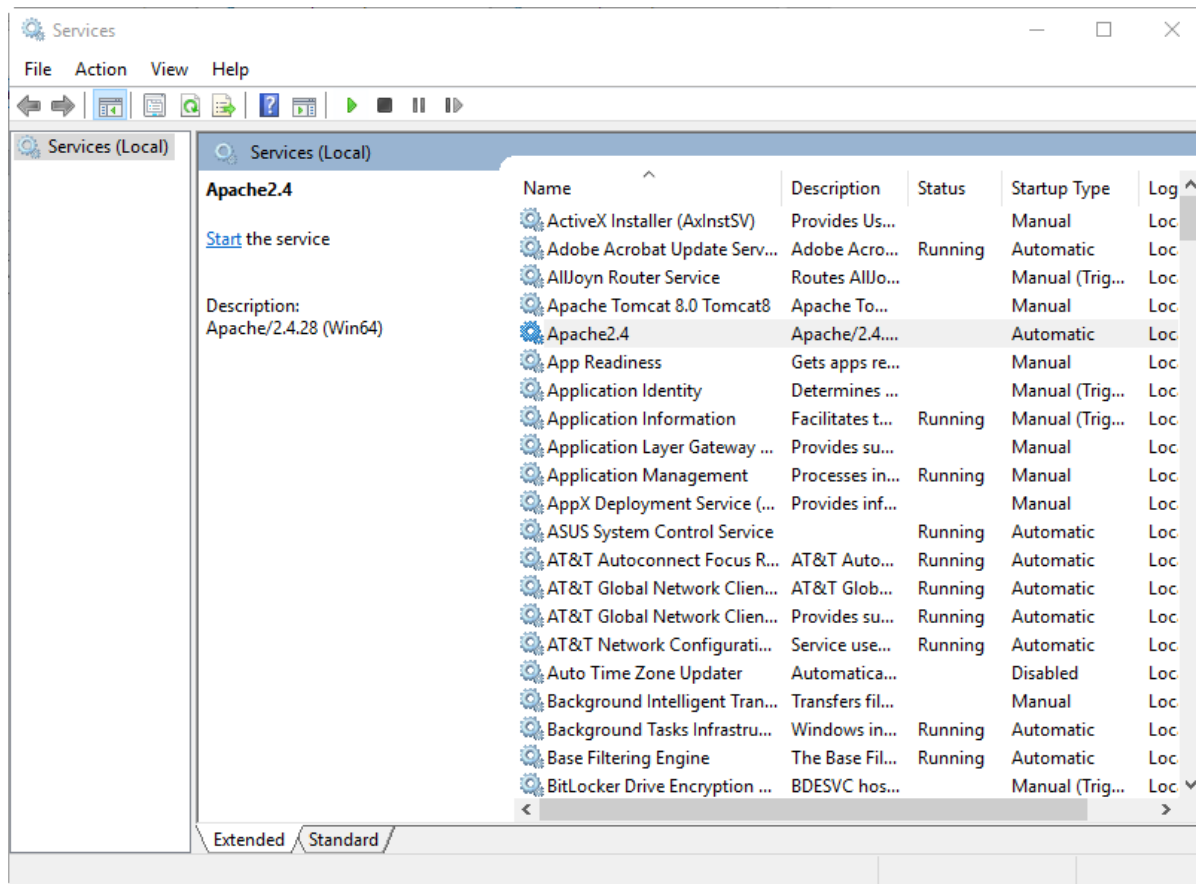 Services
File Action View Help
Services (Local)
Services (Local)
Apache2.4
Start the service
Description:
Apache/2.4.28 (Win64)
Name Description Status Startup Type Log
ActiveX Installer (AxInstSV) Provides Us... Manual Loc
Adobe Acrobat Update Serv... Adobe Acro... Running Automatic Loc
AllJoyn Router Service Routes AllJo... Manual (Trig... Loc
Apache Tomcat 8.0 Tomcat8 Apache To... Manual Loc
Apache2.4 Apache/2.4.... Automatic Loc
App Readiness Gets apps re... Manual Loc
Application Identity Determines ... Manual (Trig... Loc
Application Information Facilitates t... Running Manual (Trig... Loc
Application Layer Gateway ... Provides su... Manual Loc
Application Management Processes in... Running Manual Loc
AppX Deployment Service (... Provides inf... Manual Loc
ASUS System Control Service Running Automatic Loc
AT&T Autoconnect Focus R... AT&T Auto... Running Automatic Loc
AT&T Global Network Clien... AT&T Glob... Running Automatic Loc
AT&T Global Network Clien... Provides su... Running Automatic Loc
AT&T Network Configurati... Service use... Running Automatic Loc
Auto Time Zone Updater Automatica... Disabled Loc
Background Intelligent Tran... Transfers fil... Manual Loc
Background Tasks Infrastru... Windows in... Running Automatic Loc
Base Filtering Engine The Base Fil... Running Automatic Loc
BitLocker Drive Encryption ... BDESVC hos... Manual (Trig... Loc
Extended Standard